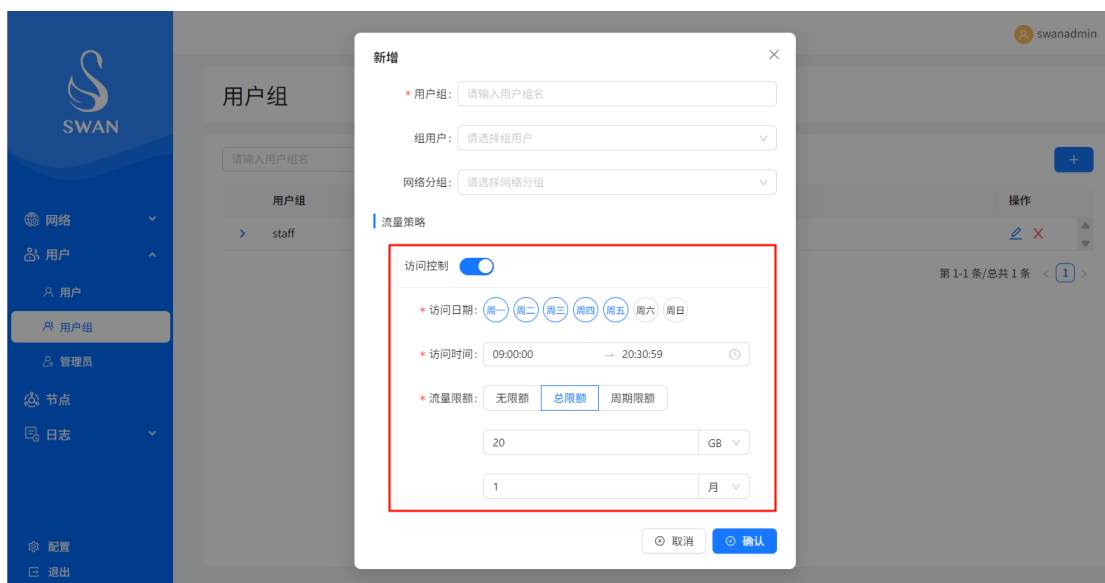 swanadmin
SWAN
网络
用户
用户
用户组
管理员
节点
日志
配置
退出
用户组
请输入用户组名
用户组 操作
staff
第 1-1 条/总共 1 条 < 1 >
新增
* 用户组: 请输入用户组名
组用户: 请选择组用户
网络分组: 请选择网络分组
流量策略
访问控制
* 访问日期: 周一 周二 周三 周四 周五 周六 周日
* 访问时间: 09:00:00 → 20:30:59
* 流量限额: 无限额 总限额 周期限额
20 GB
1 月
取消 确认